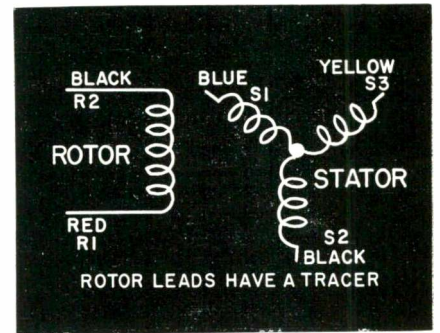 BLACK
R2
ROTOR
RED
R1
BLUE
S1
YELLOW
S3
STATOR
S2
BLACK
ROTOR LEADS HAVE A TRACER